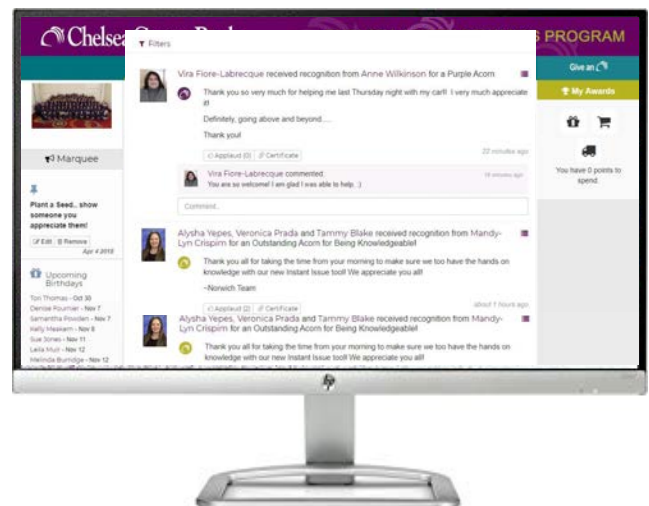 Chelsea
S PROGRAM
Filters
Give an
My Awards
You have 0 points to
spend.
Marquee
Plant a Seed.. show
someone you
appreciate them!
Edit Remove
Apr 4 2018
Upcoming
Birthdays
Tori Thomas - Oct 30
Denise Fournier - Nov 7
Samantha Powden - Nov 7
Kelly Meakem - Nov 8
Sue Jones - Nov 11
Leila Muri - Nov 12
Melinda Burridge - Nov 12
Vira Fiore-Labrecque received recognition from Anne Wilkinson for a Purple Acorn
Thank you so very much for helping me last Thursday night with my car!! I very much appreciate
it!
Definitely, going above and beyond.....
Thank you!!
Applaud (0) Certificate
22 minutes ago
Vira Fiore-Labrecque commented
18 minutes ago
You are so welcome! I am glad I was able to help. :)
Comment...
Alysha Yepes, Veronica Prada and Tammy Blake received recognition from Mandy-
Lyn Crispim for an Outstanding Acorn for Being Knowledgeable!
Thank you all for taking the time from your morning to make sure we too have the hands on
knowledge with our new Instant Issue tool! We appreciate you all!
~Norwich Team
Applaud (2) Certificate
about 1 hours ago
Alysha Yepes, Veronica Prada and Tammy Blake received recognition from Mandy-
Lyn Crispim for an Outstanding Acorn for Being Knowledgeable!
Thank you all for taking the time from your morning to make sure we too have the hands on
knowledge with our new Instant Issue tool! We appreciate you all!
hp